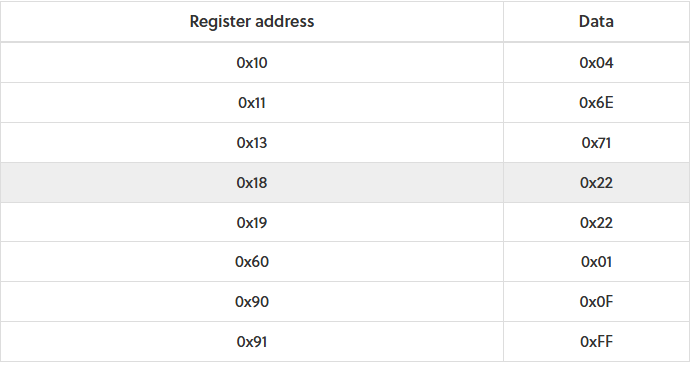 Register address Data
0x10 0x04
0x11 0x6E
0x13 0x71
0x18 0x22
0x19 0x22
0x60 0x01
0x90 0x0F
0x91 0xFF